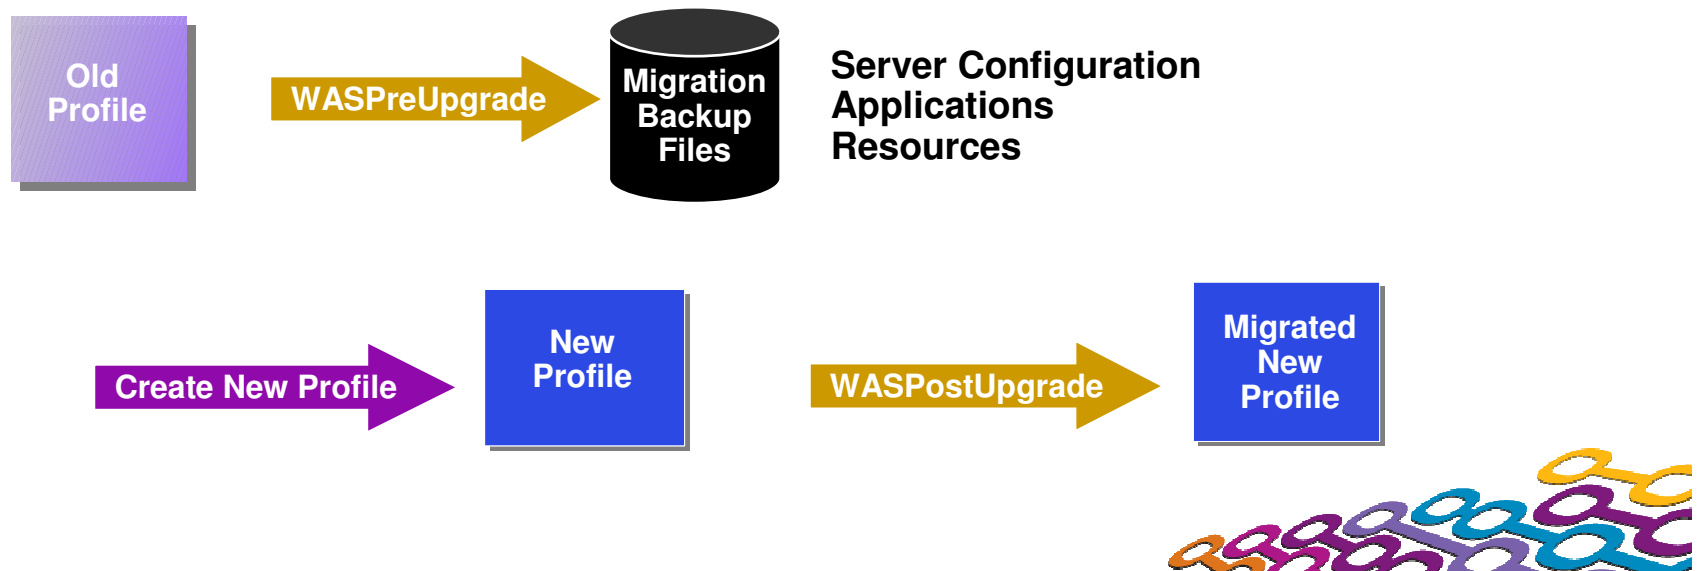 Old
Profile
WASPreUpgrade
Migration
Backup
Files
Server Configuration
Applications
Resources
Create New Profile
New
Profile
WASPostUpgrade
Migrated
New
Profile